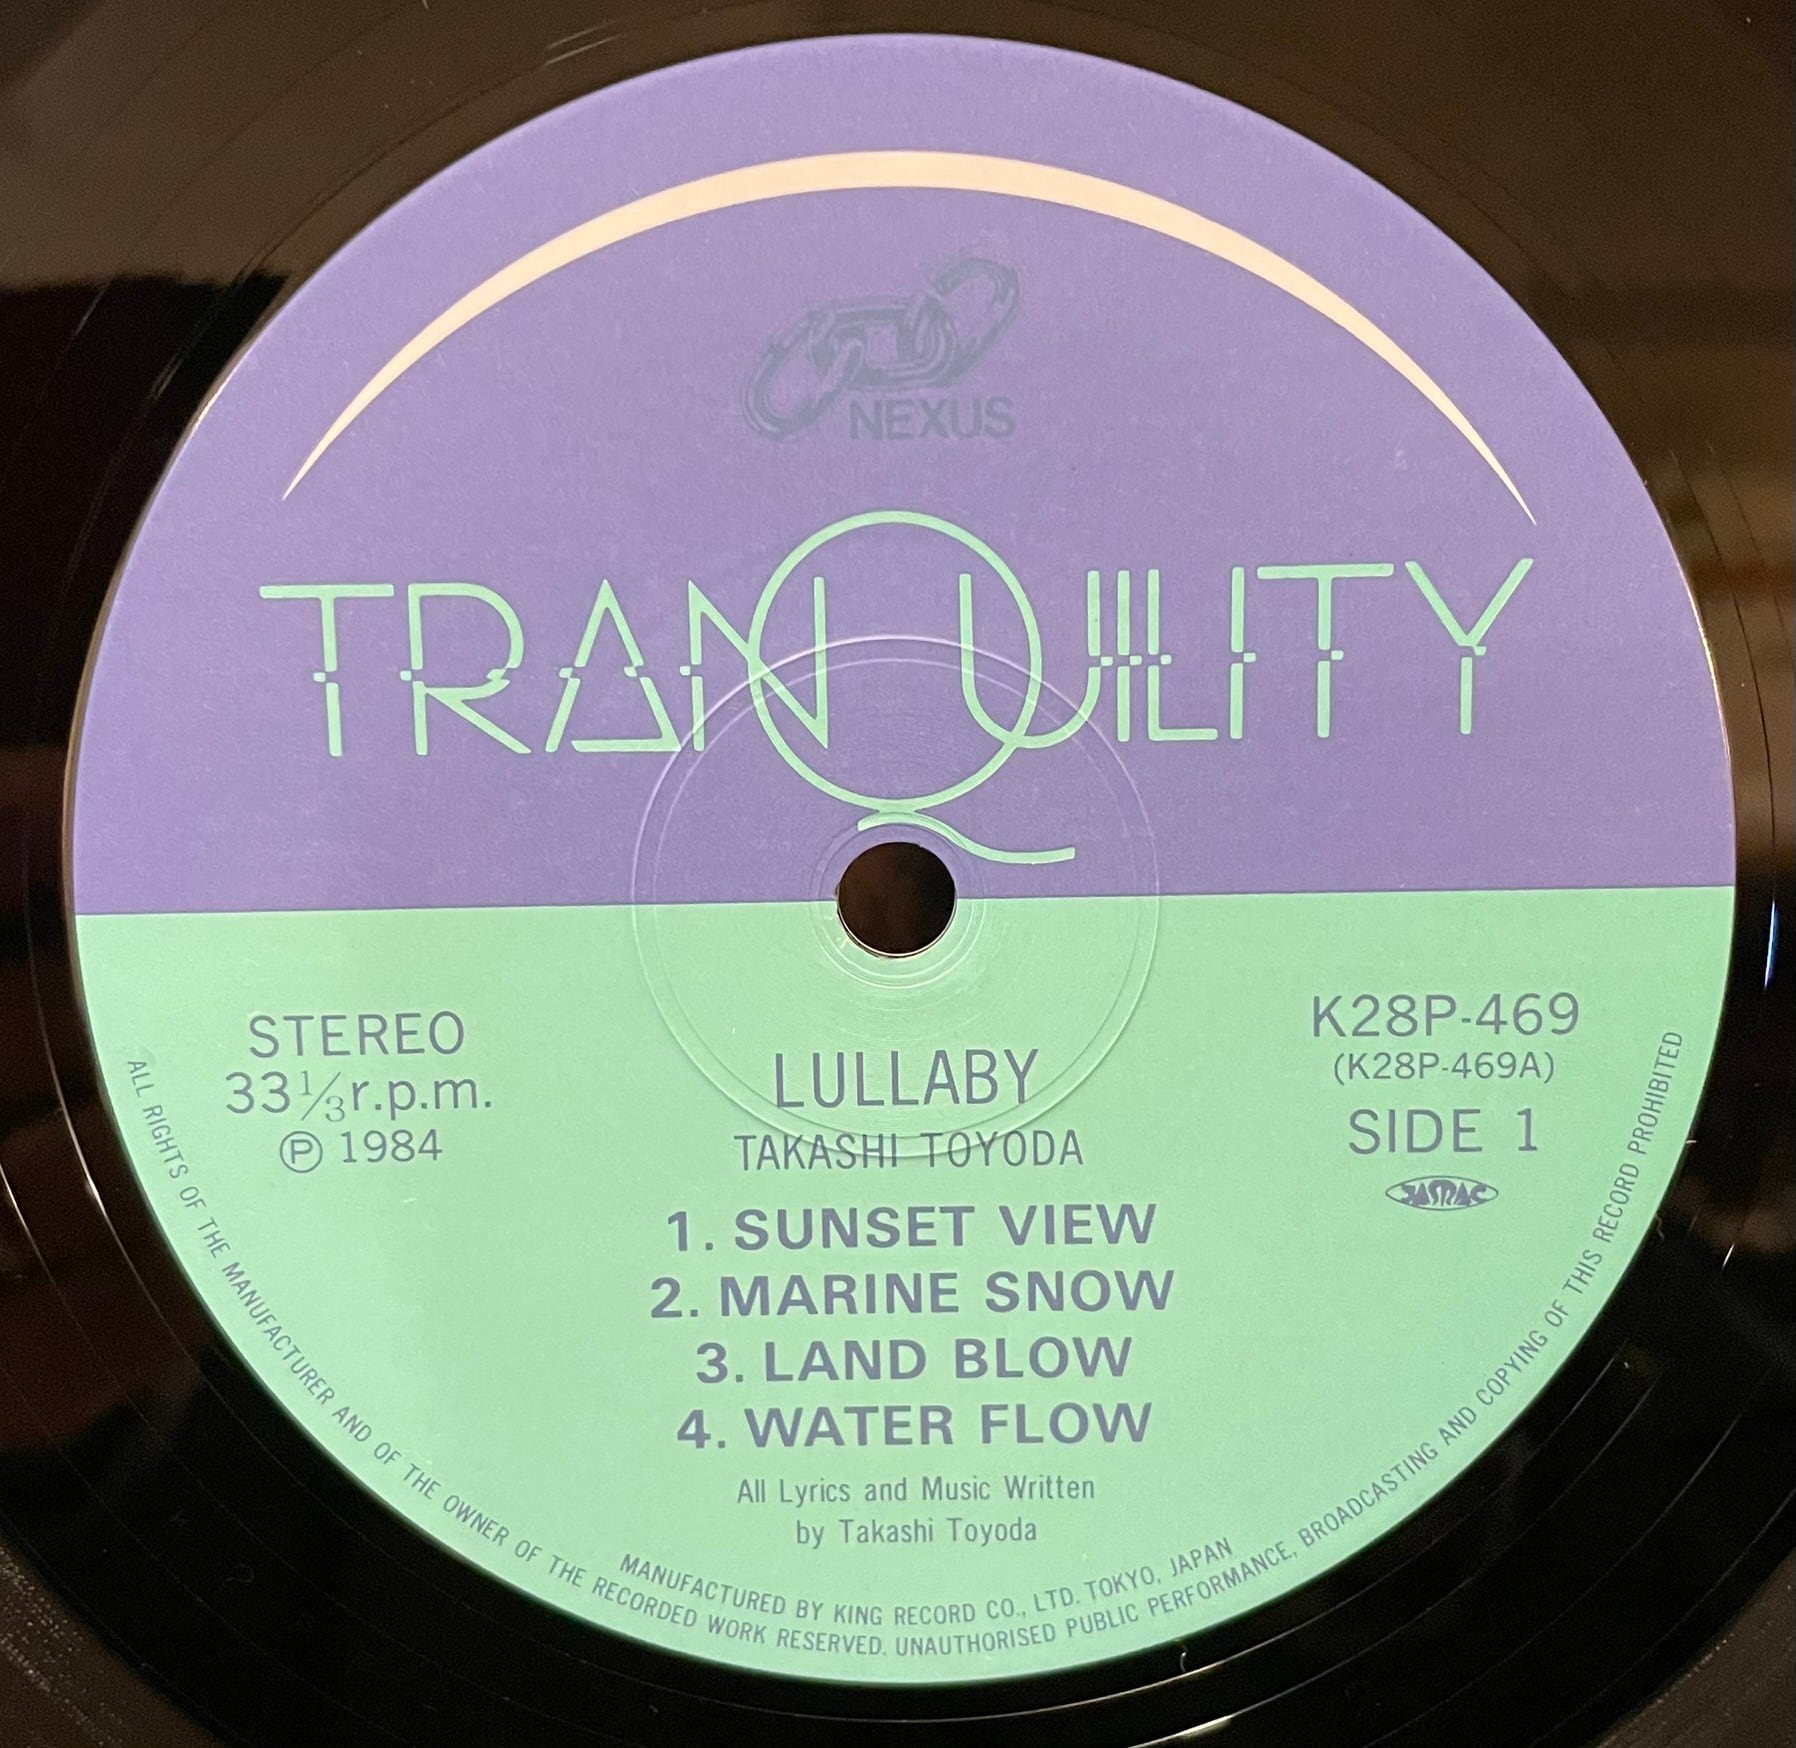 NEXUS
TRANQUILITY
STEREO
33⅓r.p.m.
Ⓟ 1984
LULLABY
TAKASHI TOYODA
K28P-469
(K28P-469A)
SIDE 1
JASRAC
1. SUNSET VIEW
2. MARINE SNOW
3. LAND BLOW
4. WATER FLOW
All Lyrics and Music Written
by Takashi Toyoda
MANUFACTURED BY KING RECORD CO., LTD. TOKYO, JAPAN
ALL RIGHTS OF THE MANUFACTURER AND OF THE OWNER OF THE RECORDED WORK RESERVED. UNAUTHORISED PUBLIC PERFORMANCE, BROADCASTING AND COPYING OF THIS RECORD PROHIBITED